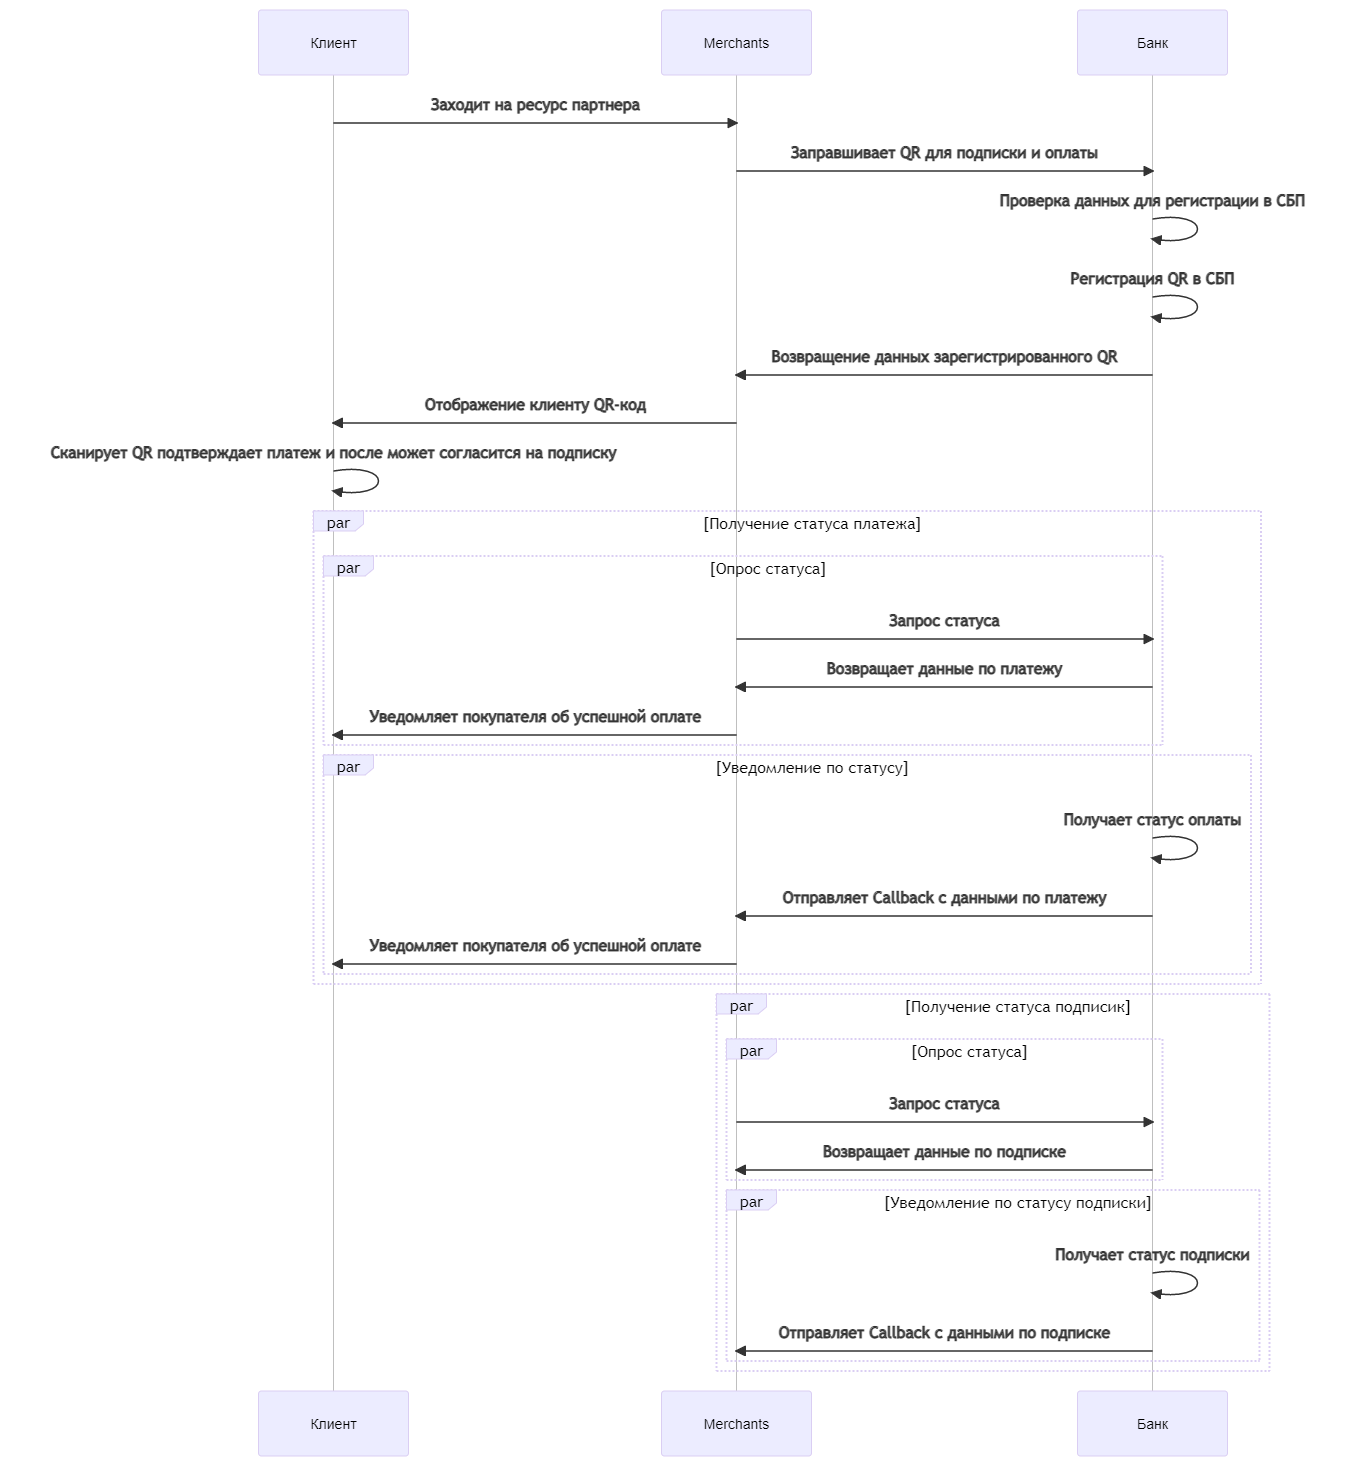 Клиент
Merchants
Банк
Заходит на ресурс партнера
Заправшивает QR для подписки и оплаты
Проверка данных для регистрации в СБП
Регистрация QR в СБП
Возвращение данных зарегистрированного QR
Отображение клиенту QR-код
Сканирует QR подтверждает платеж и после может согласится на подписку
par
[Получение статуса платежа]
par
[Опрос статуса]
Запрос статуса
Возвращает данные по платежу
Уведомляет покупателя об успешной оплате
par
[Уведомление по статусу]
Получает статус оплаты
Отправляет Callback с данными по платежу
Уведомляет покупателя об успешной оплате
par
[Получение статуса подписик]
par
[Опрос статуса]
Запрос статуса
Возвращает данные по подписке
par
[Уведомление по статусу подписки]
Получает статус подписки
Отправляет Callback с данными по подписке
Клиент
Merchants
Банк